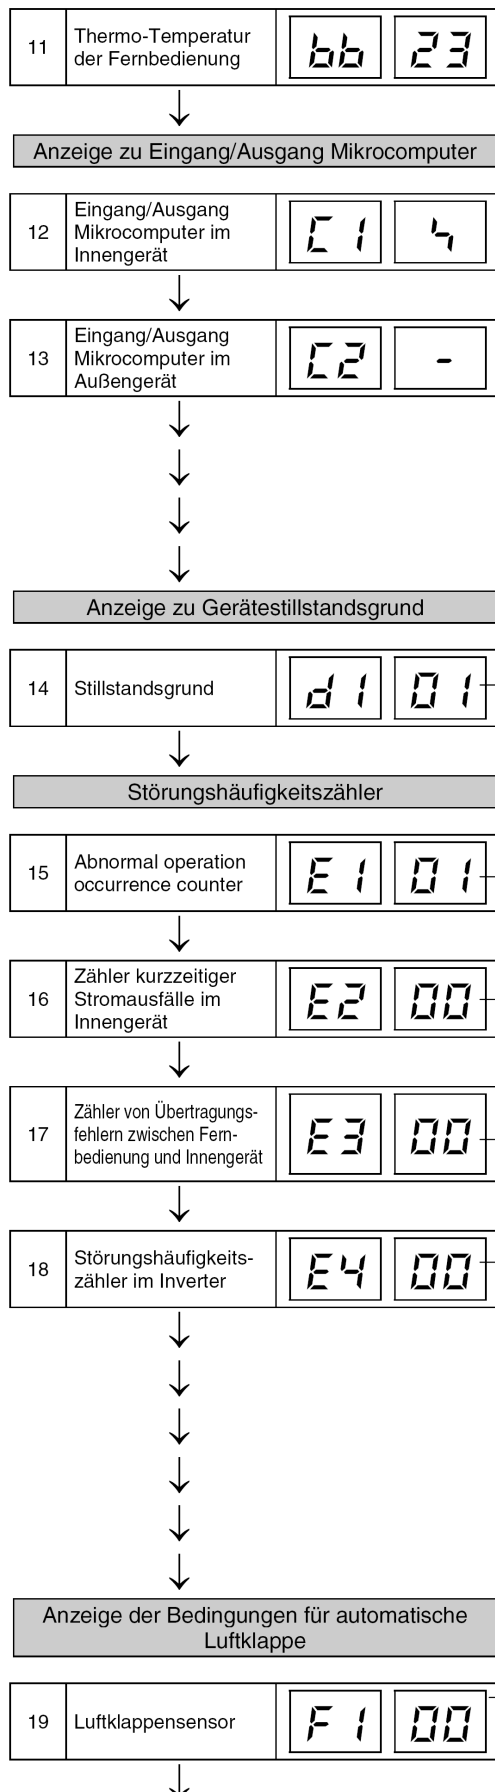 11
Thermo-Temperatur
der Fernbedienung
bb 23
Anzeige zu Eingang/Ausgang Mikrocomputer
12
Eingang/Ausgang
Mikrocomputer im
Innengerät
C1
13
Eingang/Ausgang
Mikrocomputer im
Außengerät
C2 -
Anzeige zu Gerätestillstandsgrund
14
Stillstandsgrund
d1 01
Störungshäufigkeitszähler
15
Abnormal operation
occurrence counter
E1 01
16
Zähler kurzzeitiger
Stromausfälle im
Innengerät
E2 00
17
Zähler von Übertragungs-
fehlern zwischen Fern-
bedienung und Innengerät
E3 00
18
Störungshäufigkeits-
zähler im Inverter
E4 00
Anzeige der Bedingungen für automatische
Luftklappe
19
Luftklappensensor
F1 00